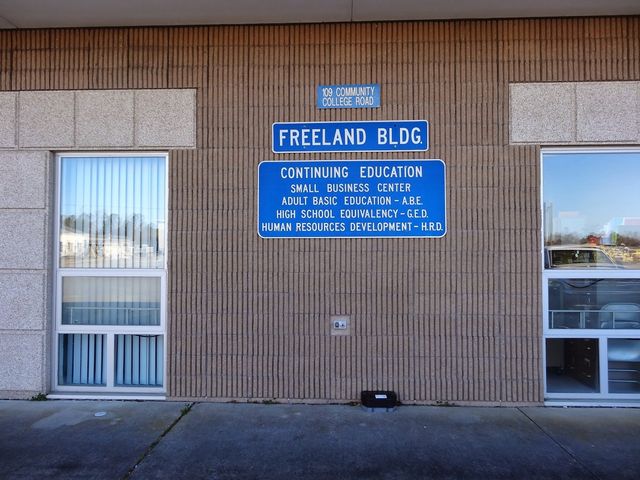 109 COMMUNITY
COLLEGE ROAD
FREELAND BLDG.
CONTINUING EDUCATION
SMALL BUSINESS CENTER
ADULT BASIC EDUCATION - A.B.E.
HIGH SCHOOL EQUIVALENCY - G.E.D.
HUMAN RESOURCES DEVELOPMENT - H.R.D.